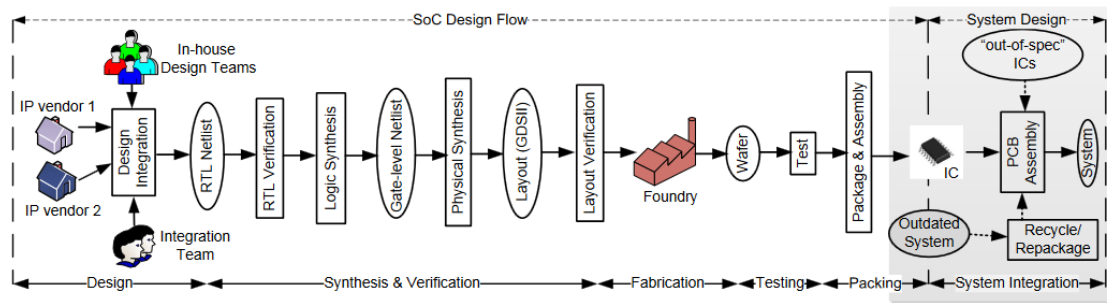 SoC Design Flow
System Design
In-house
Design Teams
IP vendor 1
IP vendor 2
Design
Integration
Integration
Team
RTL Netlist
RTL Verification
Logic Synthesis
Gate-level Netlist
Physical Synthesis
Layout (GDSII)
Layout Verification
Foundry
Wafer
Test
Package & Assembly
IC
“out-of-spec”
ICs
PCB
Assembly
System
Outdated
System
Recycle/
Repackage
Design
Synthesis & Verification
Fabrication
Testing
Packing
System Integration